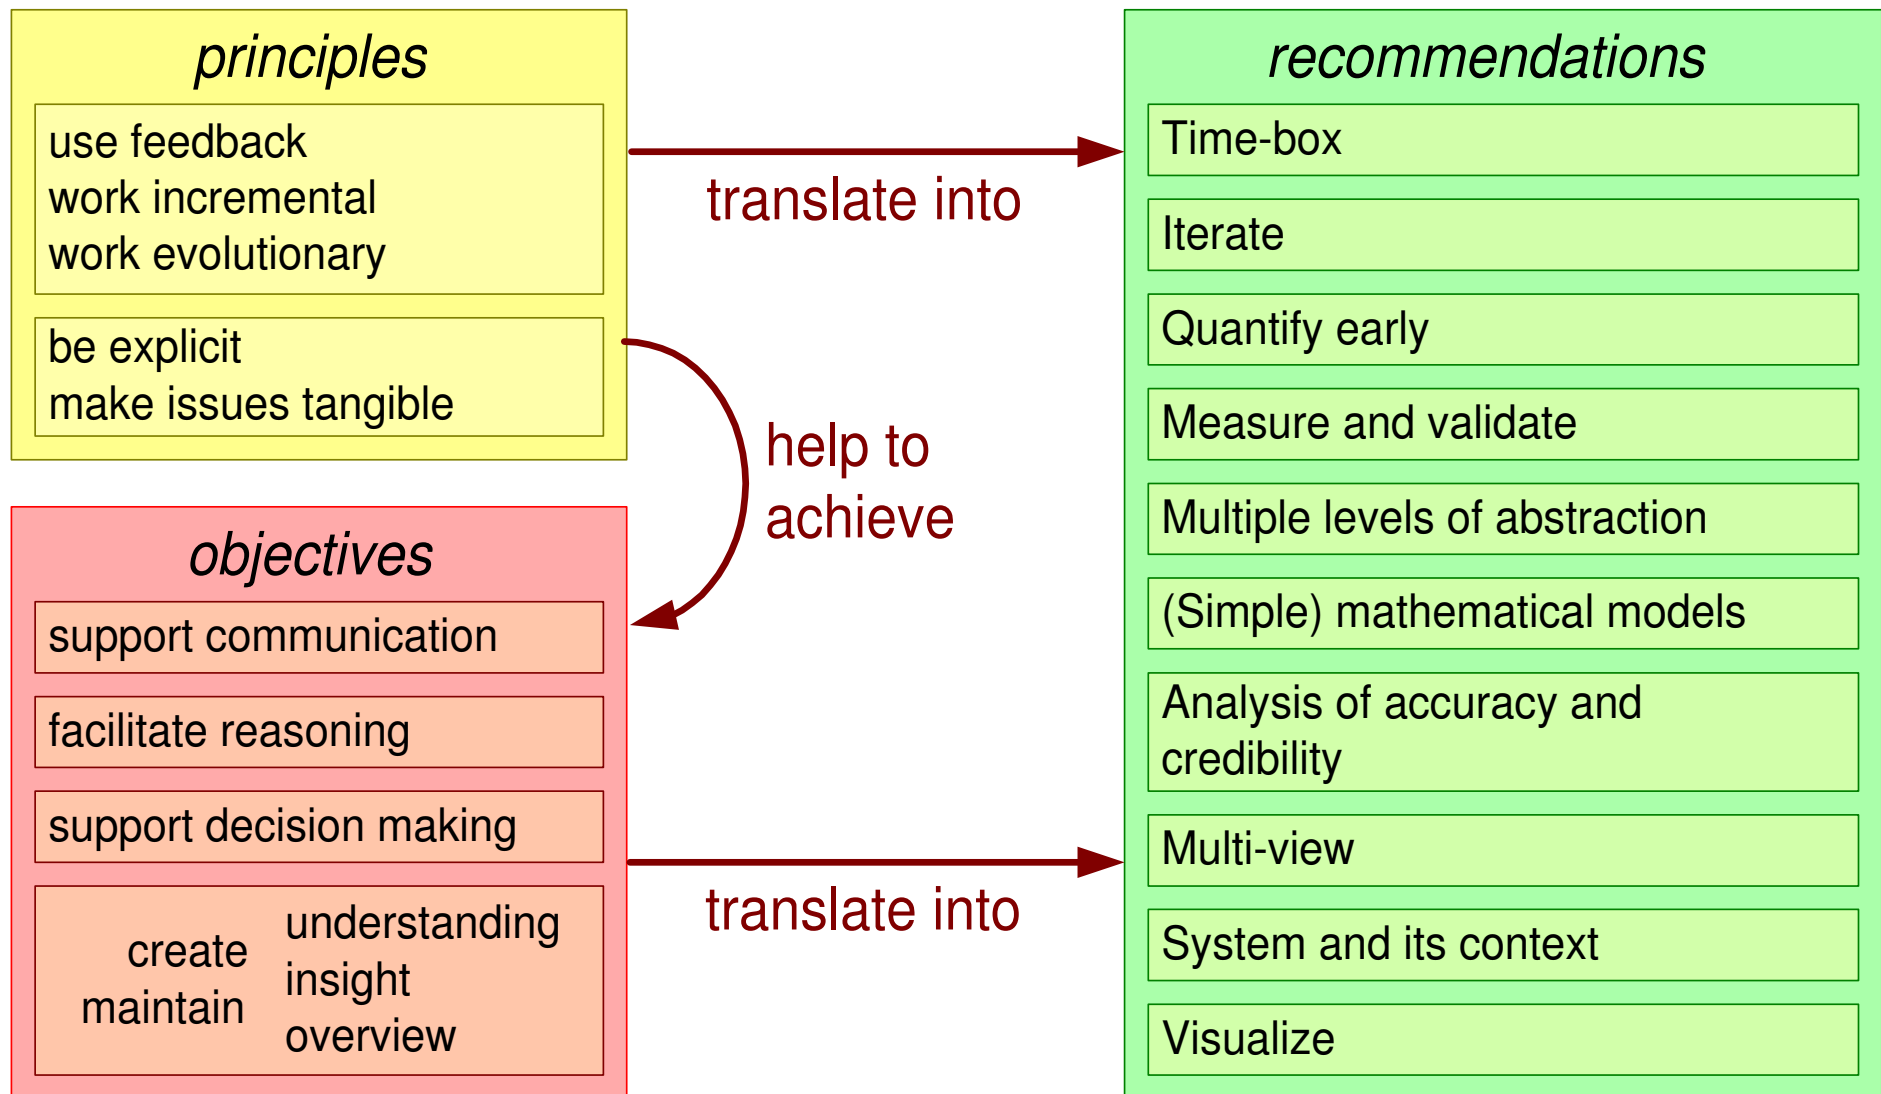 principles
use feedback
work incremental
work evolutionary
be explicit
make issues tangible
translate into
help to
achieve
objectives
support communication
facilitate reasoning
support decision making
create
maintain
understanding
insight
overview
translate into
recommendations
Time-box
Iterate
Quantify early
Measure and validate
Multiple levels of abstraction
(Simple) mathematical models
Analysis of accuracy and
credibility
Multi-view
System and its context
Visualize